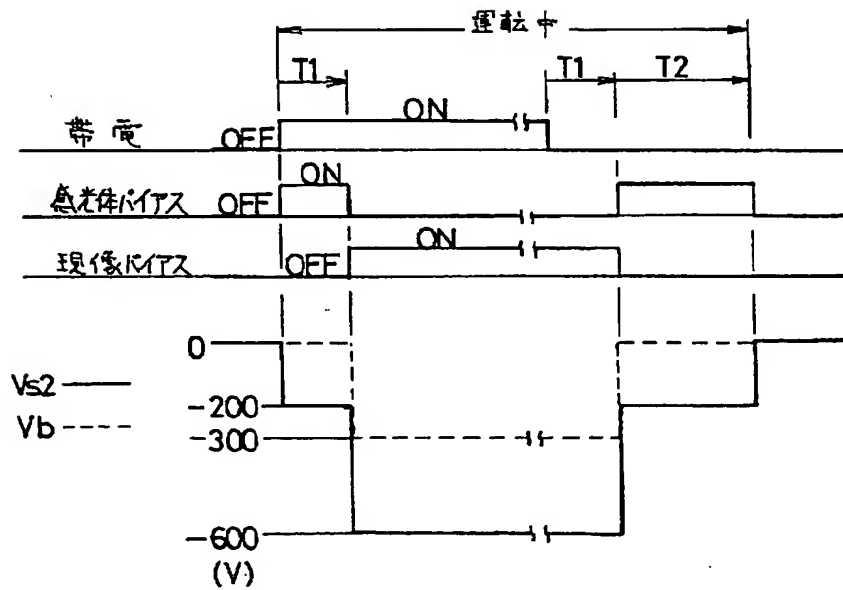 運転中
T1 T1 T2
帯電 OFF ON
感光体バイアス OFF ON
現像バイアス OFF ON
0
Vs2
-200
Vb
-300
-600
(V)